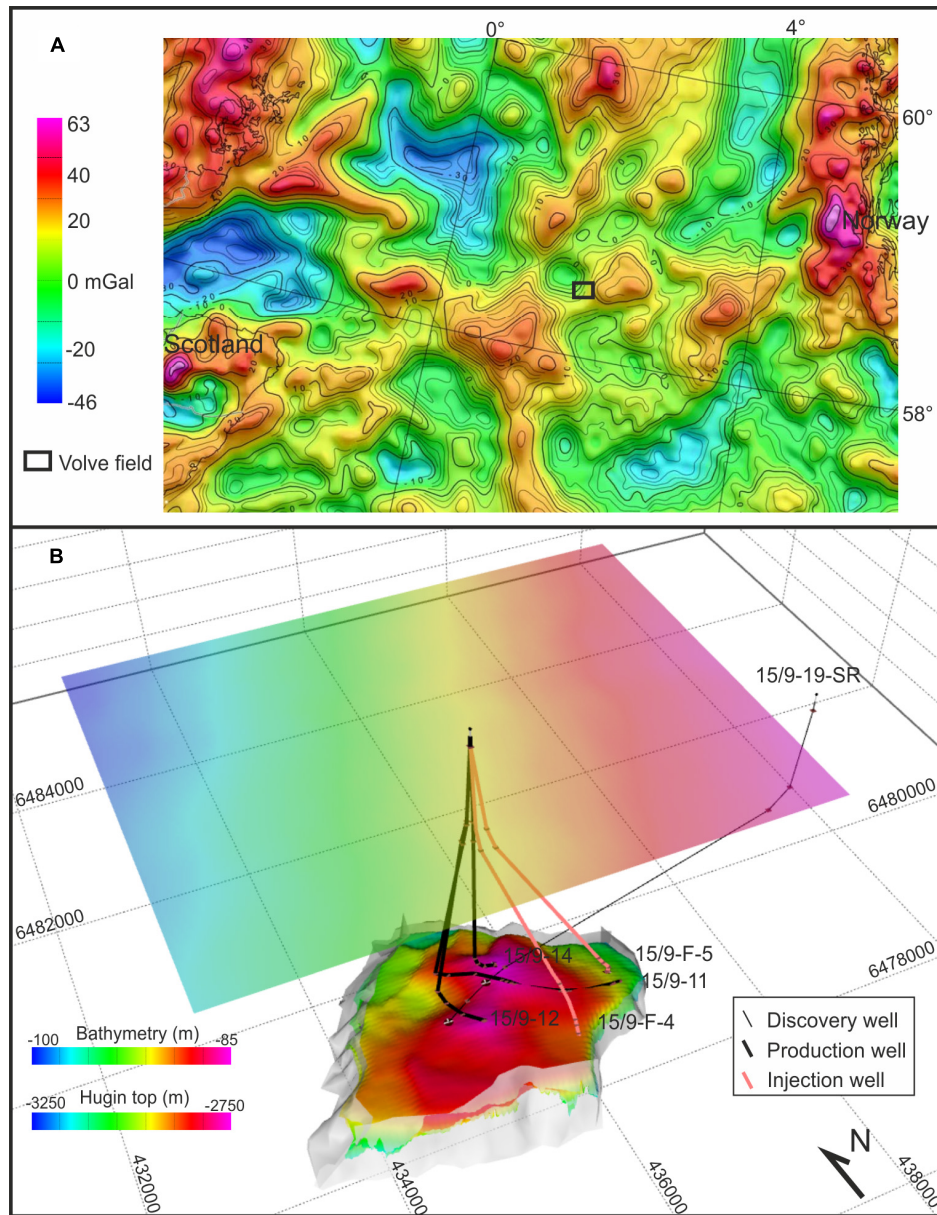 A
0°
4°
63
40
20
0 mGal
-20
-46
60°
Norway
58°
Scotland
Volve field
B
15/9-19-SR
6484000
6480000
6482000
6478000
15/9-14
15/9-F-5
15/9-11
15/9-12
15/9-F-4
Bathymetry (m)
-100
-85
Hugin top (m)
-3250
-2750
Discovery well
Production well
Injection well
N
432000
434000
436000
438000